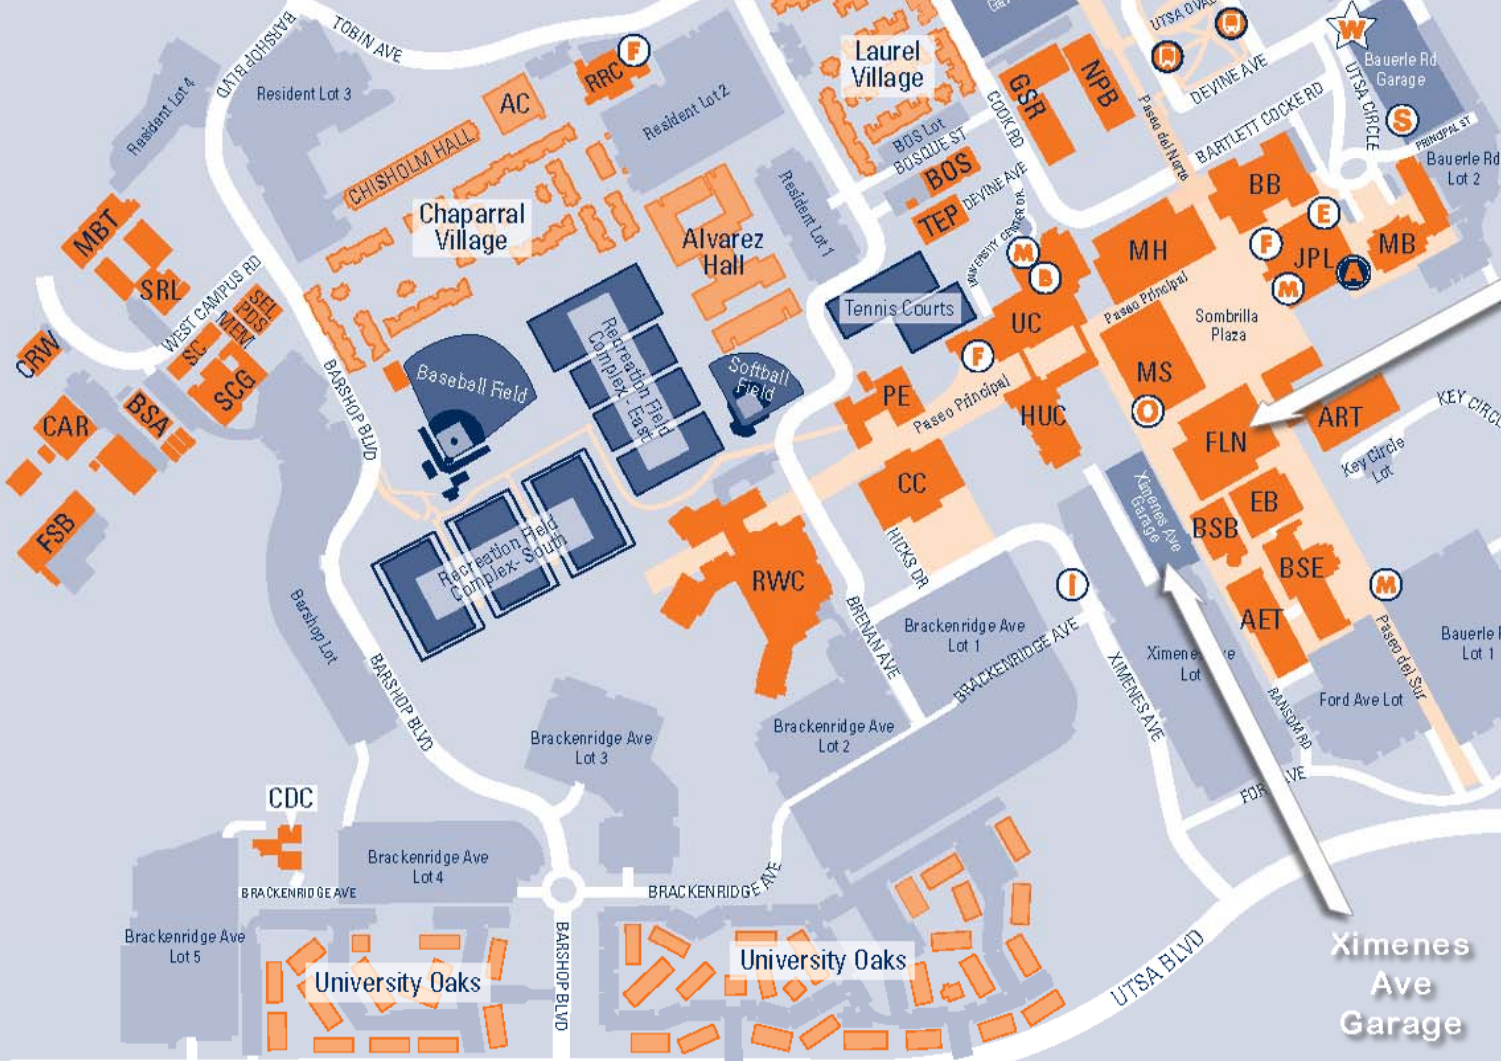 BARSHOP BLVD
TOBIN AVE
Resident Lot 4
Resident Lot 3
CHISHOLM HALL
AC
RRC
F
Resident Lot 2
Laurel
Village
COOK RD
GSR
NPB
UTSA OVAL
DEVINE AVE
W
Bauerle Rd
Garage
UTSA CIRCLE
S
PRINCIPAL ST
Bauerle Rd
Lot 2
BARTLETT COCKE RD
Paseo del Norte
BOS Lot
BOSQUE ST
BOS
TEP
DEVINE AVE
UNIVERSITY CENTER DR.
Resident Lot 1
Chaparral
Village
Alvarez
Hall
MBT
SRL
WEST CAMPUS RD
SEL
PDS
MEM
SC
SCG
CRW
CAR
BSA
FSB
BARSHOP BLVD
Baseball Field
Recreation Field
Complex - East
Softball
Field
Tennis Courts
M
B
UC
F
MH
BB
E
F
JPL
M
A
MB
Paseo Principal
Sombrilla
Plaza
MS
O
FLN
ART
KEY CIRC
Key Circle
Lot
PE
Paseo Principal
HUC
CC
HICKS DR
Ximenes Ave
Garage
EB
BSB
BSE
AET
M
I
Recreation Field
Complex- South
RWC
BRENAN AVE
Brackenridge Ave
Lot 1
BRACKENRIDGE AVE
XIMENES AVE
Ximene ve
Lot
RANSOM RD
Ford Ave Lot
Paseo del Sur
Bauerle
Lot 1
FOR VE
Barshop Lot
BARSHOP BLVD
Brackenridge Ave
Lot 3
Brackenridge Ave
Lot 2
CDC
Brackenridge Ave
Lot 4
BRACKENRIDGE AVE
BRACKENRIDGE AVE
Brackenridge Ave
Lot 5
University Oaks
BARSHOP BLVD
University Oaks
UTSA BLVD
Ximenes
Ave
Garage